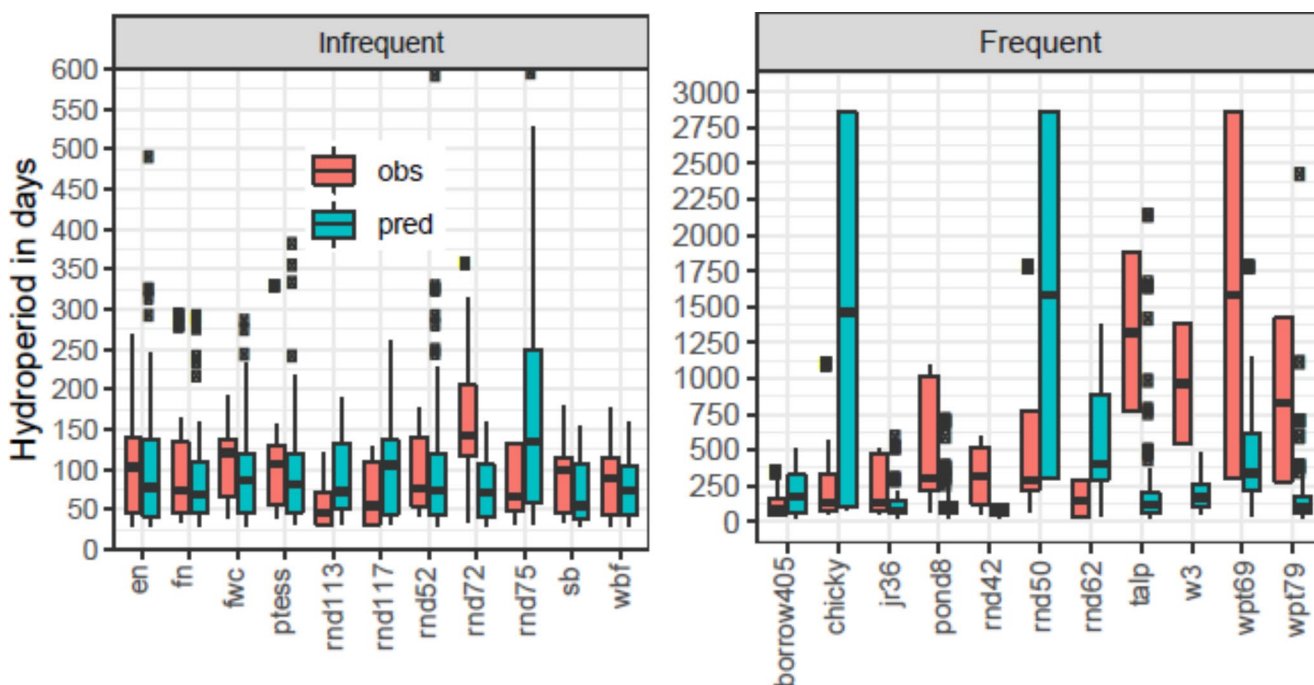 Infrequent
Hydroperiod in days
600
550
500
450
400
350
300
250
200
150
100
50
0
obs
pred
en
fn
fwc
ptess
rnd113
rnd117
rnd52
rnd72
rnd75
sb
wbf
Frequent
3000
2750
2500
2250
2000
1750
1500
1250
1000
750
500
250
0
borrow405
chicky
jr36
pond8
rnd42
rnd50
rnd62
talp
w3
wpt69
wpt79